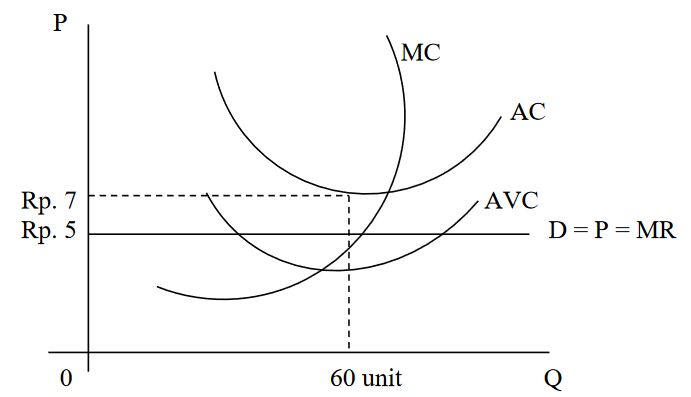 P
MC
AC
Rp. 7
AVC
Rp. 5
D = P = MR
0
60 unit
Q